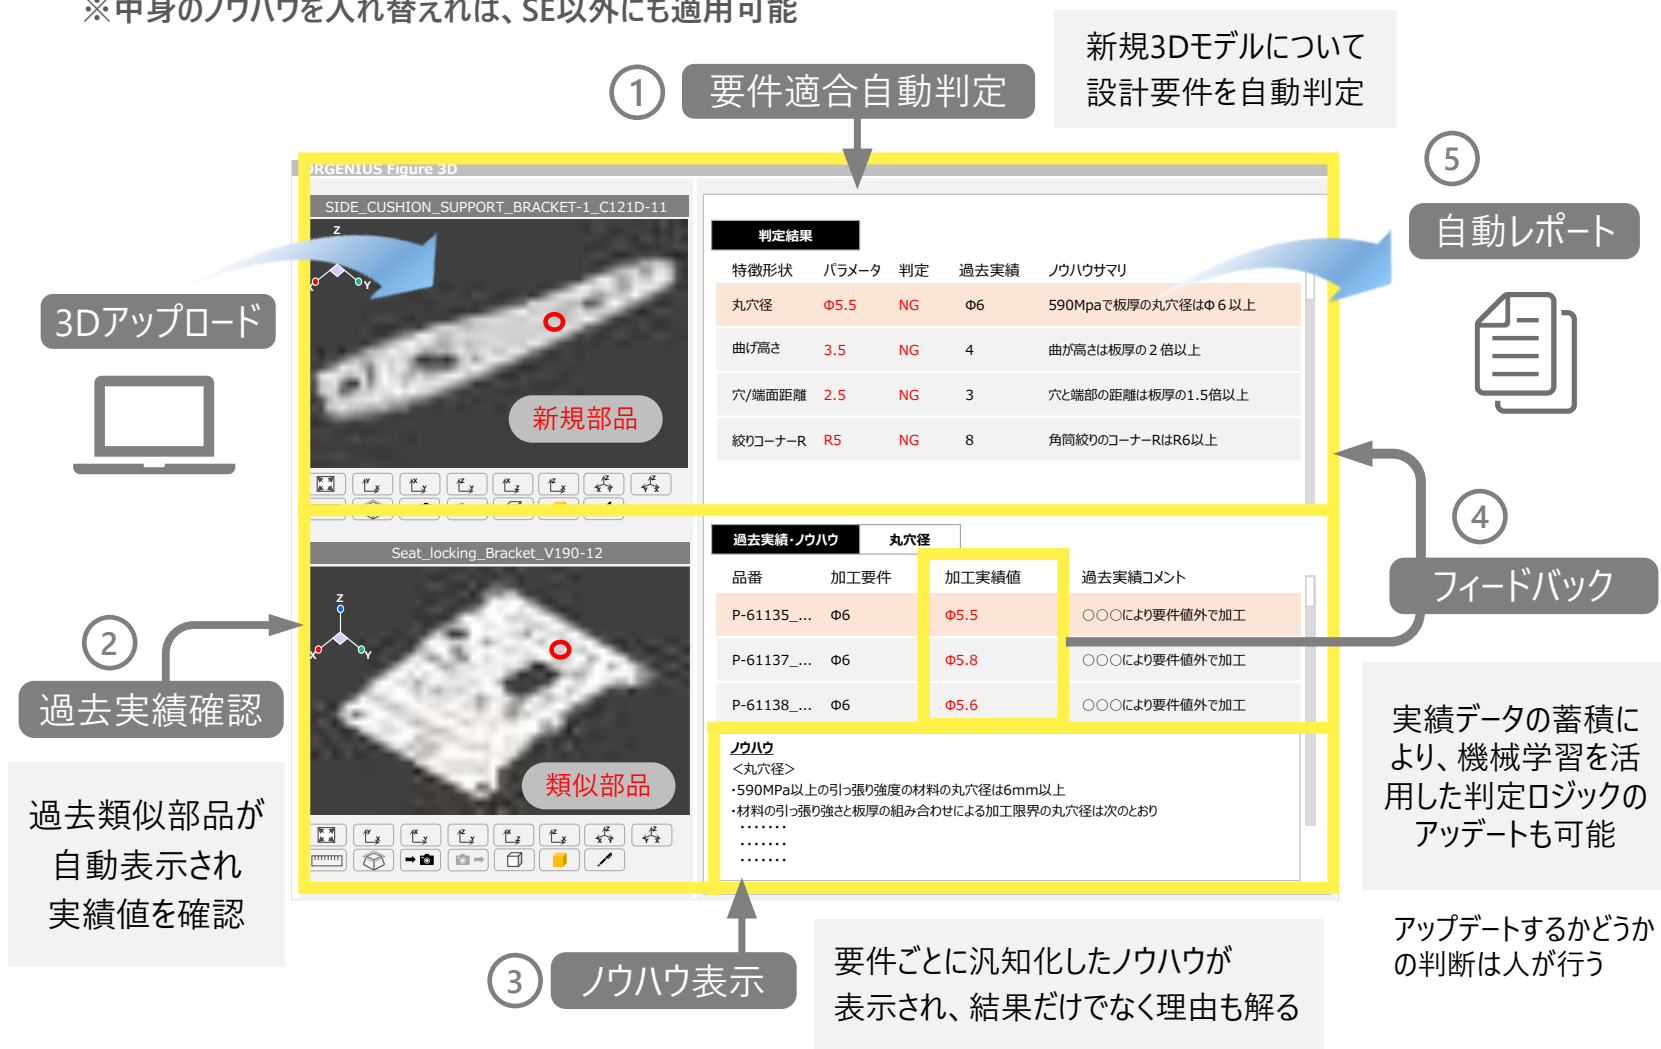 ※中身のノウハウを入れ替えれば、SE以外にも適用可能
新規3Dモデルについて
設計要件を自動判定
① 要件適合自動判定
ORGENIUS Figure 3D
⑤
自動レポート
SIDE_CUSHION_SUPPORT_BRACKET-1_C121D-11
Z
Y
3Dアップロード
新規部品
判定結果
特徴形状 パラメータ 判定 過去実績 ノウハウサマリ
丸穴径 Φ5.5 NG Φ6 590Mpaで板厚の丸穴径はΦ６以上
曲げ高さ 3.5 NG 4 曲が高さは板厚の２倍以上
穴/端面距離 2.5 NG 3 穴と端部の距離は板厚の1.5倍以上
絞りコーナーR R5 NG 8 角筒絞りのコーナーRはR6以上
④
フィードバック
過去実績・ノウハウ 丸穴径
Seat_locking_Bracket_V190-12
Z
X
Y
類似部品
品番 加工要件 加工実績値 過去実績コメント
P-61135_... Φ6 Φ5.5 ○○○により要件値外で加工
P-61137_... Φ6 Φ5.8 ○○○により要件値外で加工
P-61138_... Φ6 Φ5.6 ○○○により要件値外で加工
②
過去実績確認
過去類似部品が
自動表示され
実績値を確認
ノウハウ
＜丸穴径＞
・590MPa以上の引っ張り強度の材料の丸穴径は6mm以上
・材料の引っ張り強さと板厚の組み合わせによる加工限界の丸穴径は次のとおり
・・・・・・・
・・・・・・・
・・・・・・・
実績データの蓄積に
より、機械学習を活
用した判定ロジックの
アッデートも可能
アップデートするかどうか
の判断は人が行う
③ ノウハウ表示
要件ごとに汎知化したノウハウが
表示され、結果だけでなく理由も解る